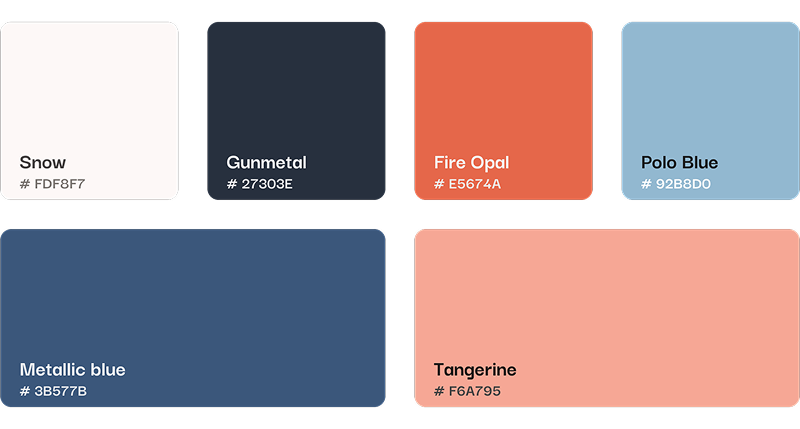 Snow
# FDF8F7
Gunmetal
# 27303E
Fire Opal
# E5674A
Polo Blue
# 92B8D0
Metallic blue
# 3B577B
Tangerine
# F6A795